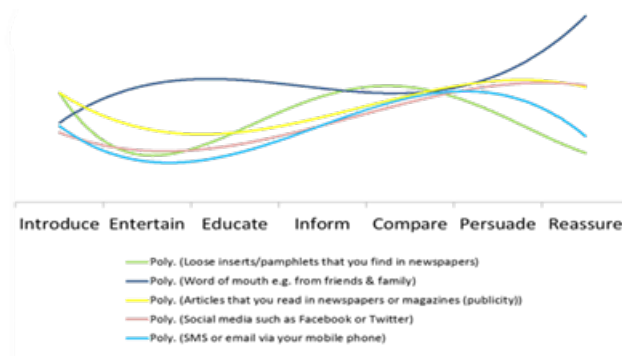 Introduce Entertain Educate Inform Compare Persuade Reassure
Poly. (Loose inserts/pamphlets that you find in newspapers)
Poly. (Word of mouth e.g. from friends & family)
Poly. (Articles that you read in newspapers or magazines (publicity))
Poly. (Social media such as Facebook or Twitter)
Poly. (SMS or email via your mobile phone)